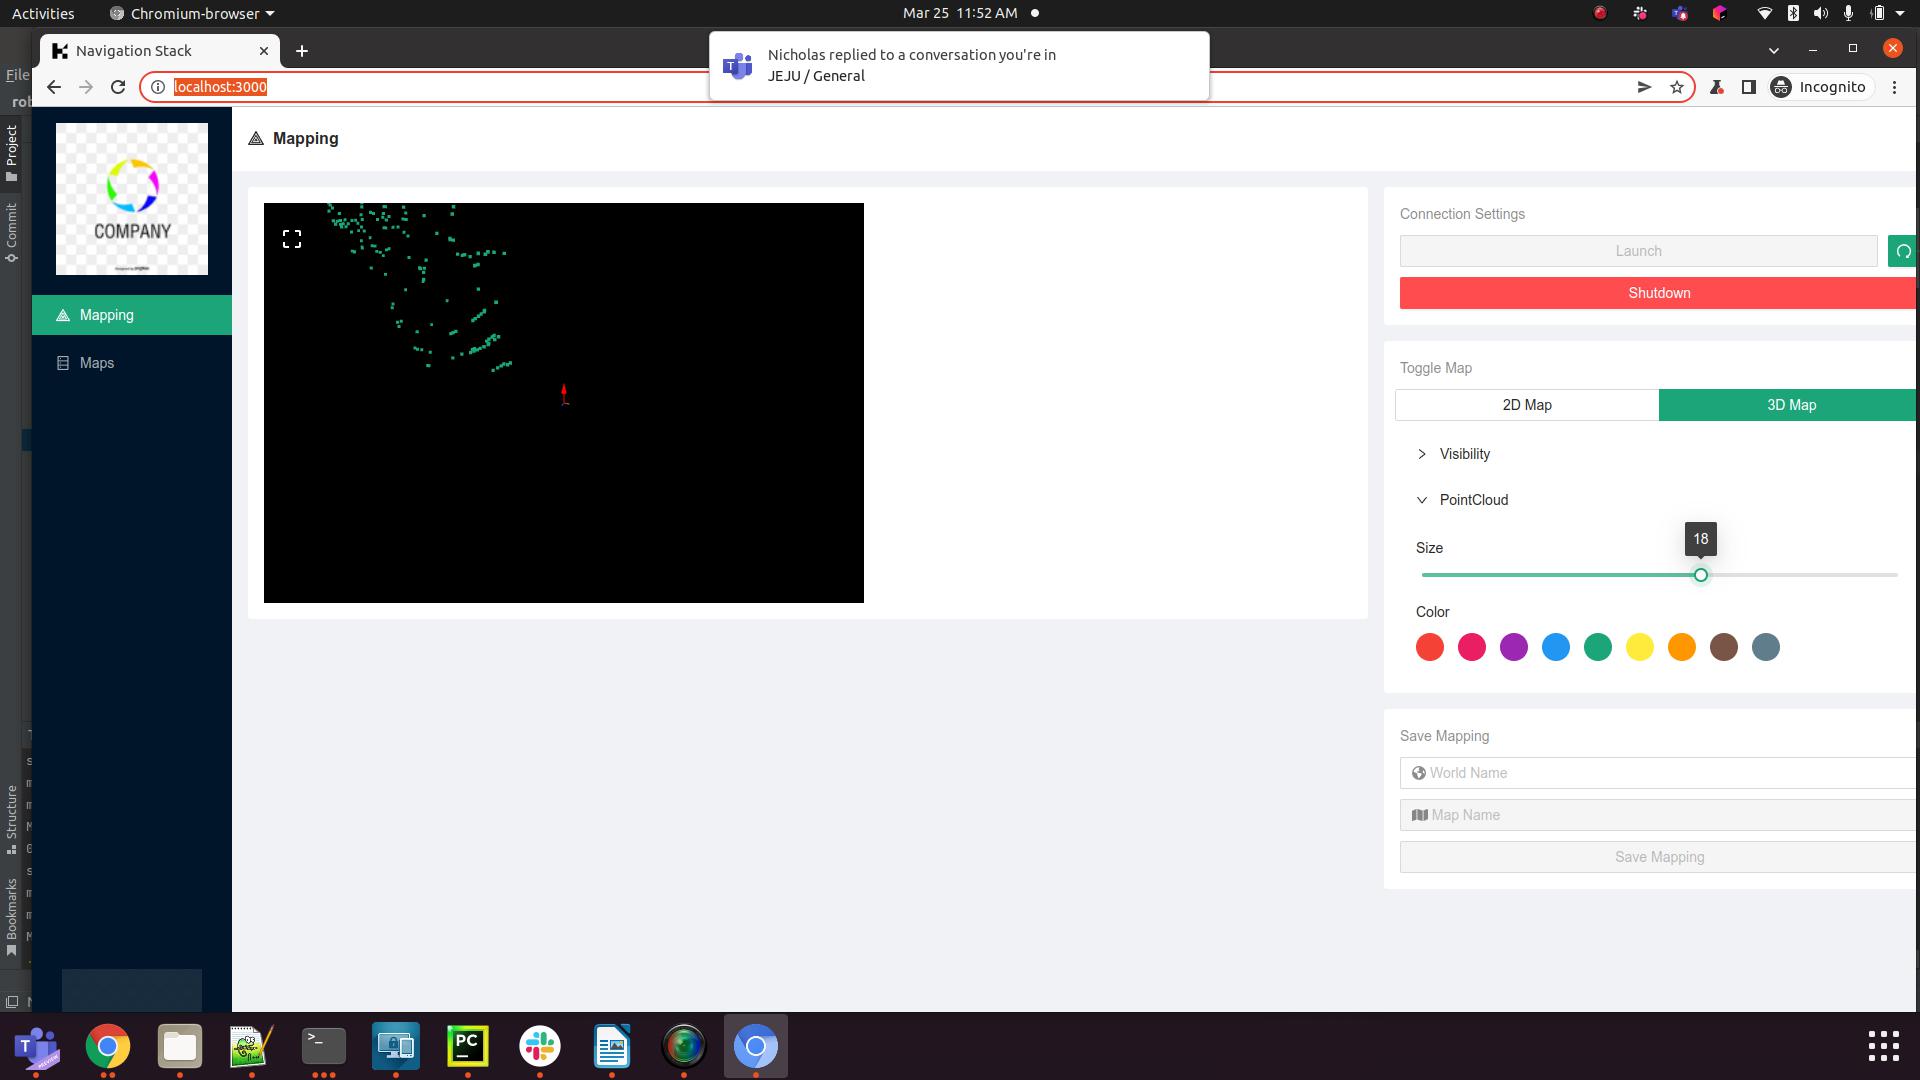 Activities
Chromium-browser
Mar 25 11:52 AM
Navigation Stack
Nicholas replied to a conversation you're in
JEJU / General
File
localhost:3000
Incognito
rob
Project
Commit
Structure
Bookmarks
COMPANY
Mapping
Maps
Mapping
Connection Settings
Launch
Shutdown
Toggle Map
2D Map
3D Map
Visibility
PointCloud
18
Size
Color
Save Mapping
World Name
Map Name
Save Mapping
T
PC
>_